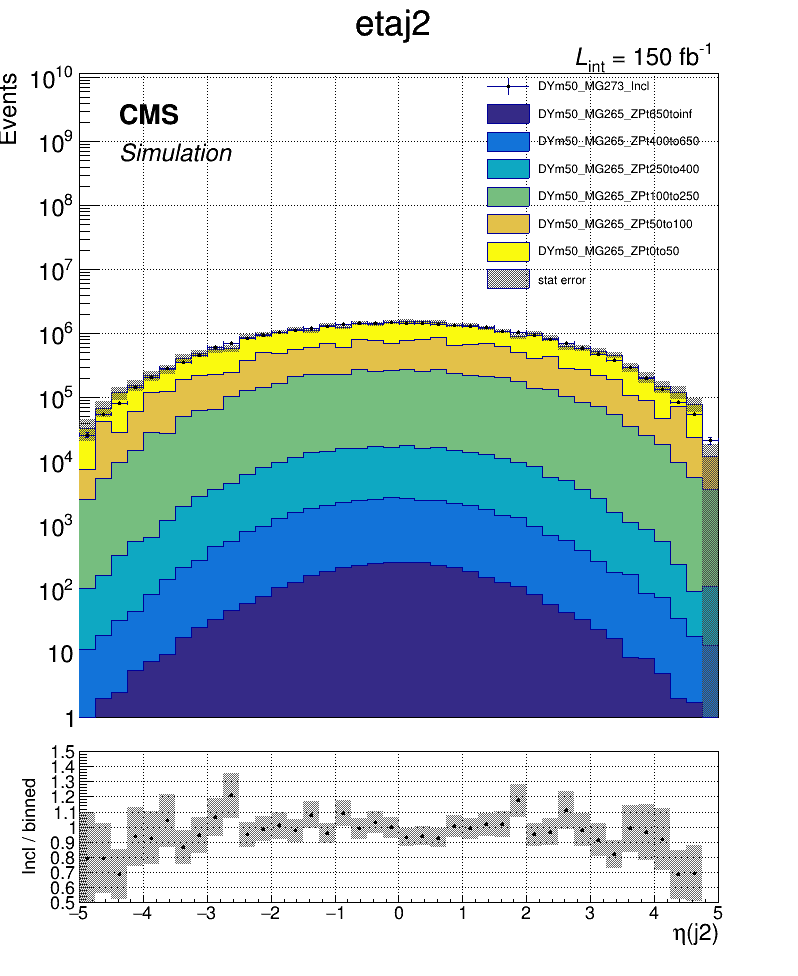 etaj2
L_int = 150 fb^-1
Events
CMS
Simulation
DYm50_MG273_Incl
DYm50_MG265_ZPt650toinf
DYm50_MG265_ZPt400to650
DYm50_MG265_ZPt250to400
DYm50_MG265_ZPt100to250
DYm50_MG265_ZPt50to100
DYm50_MG265_ZPt0to50
stat error
10^10
10^9
10^8
10^7
10^6
10^5
10^4
10^3
10^2
10
1
Incl / binned
1.5
1.4
1.3
1.2
1.1
1
0.9
0.8
0.7
0.6
0.5
−5 −4 −3 −2 −1 0 1 2 3 4 5
η(j2)